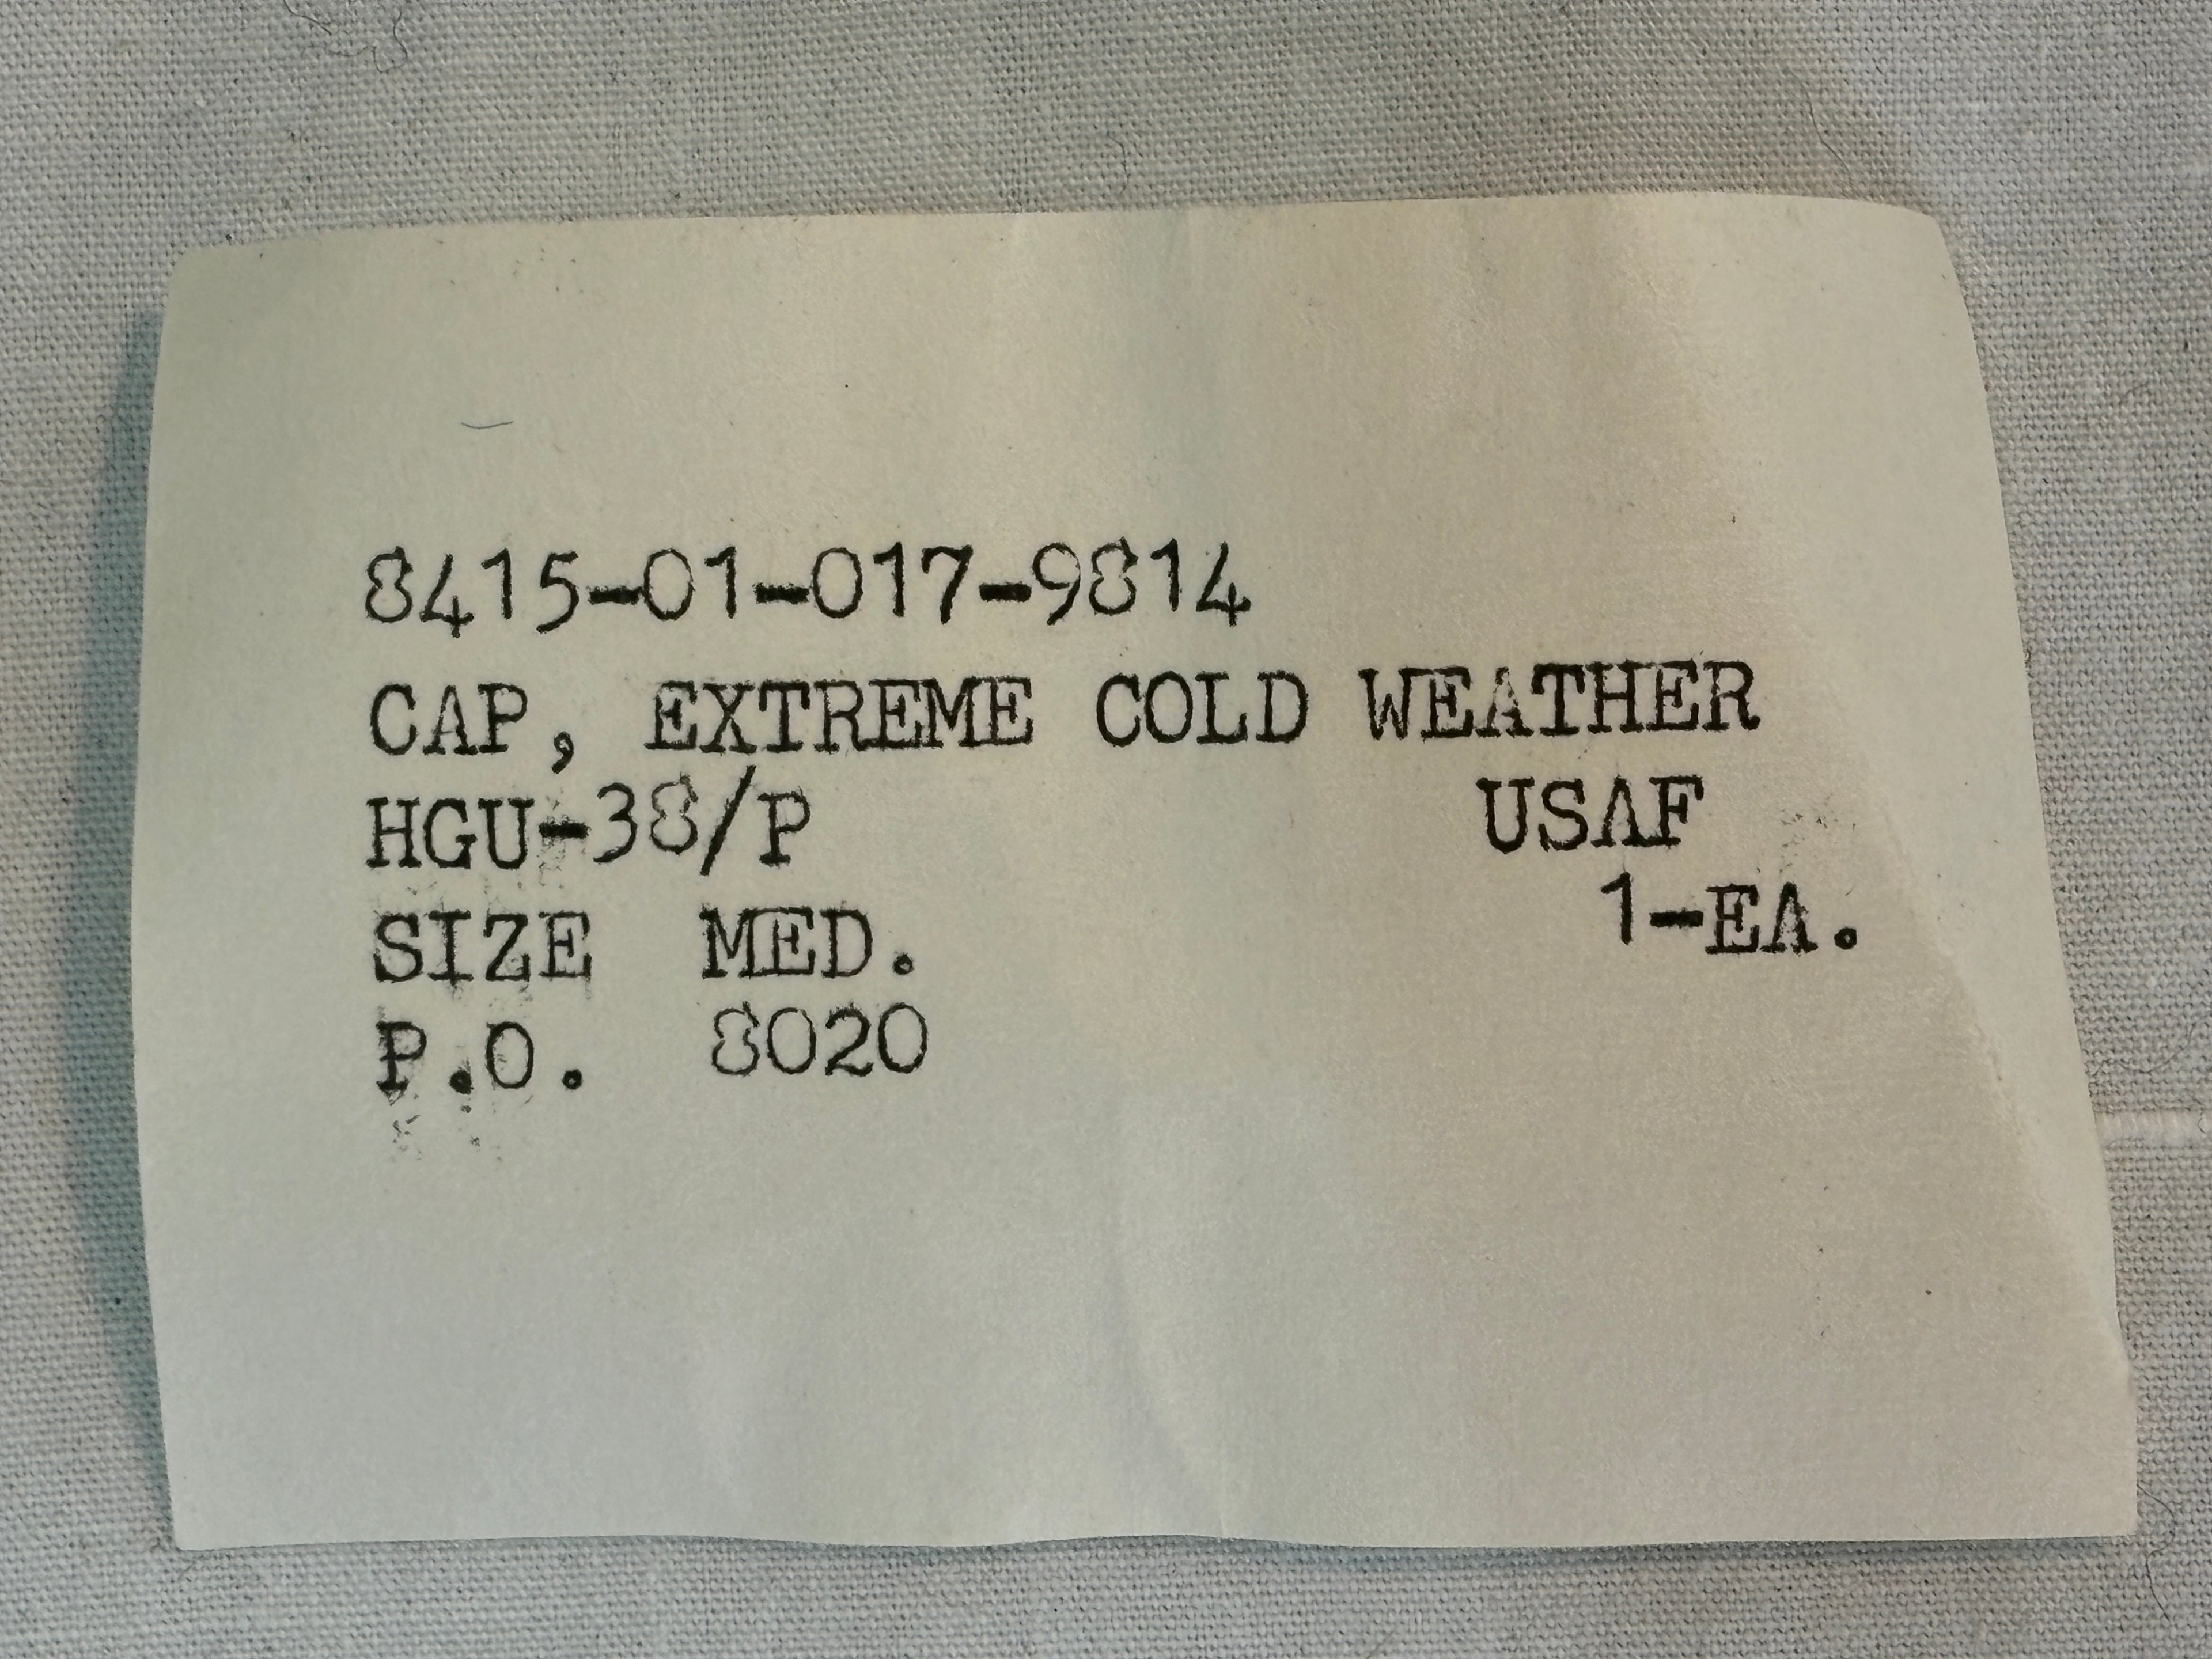 8415-01-017-9814
CAP, EXTREME COLD WEATHER
HGU-38/P USAF
SIZE MED. 1-EA.
P.O. 8020